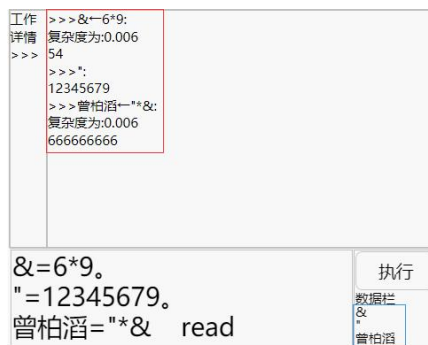 工作
详情
>>>
>>>&←6*9:
复杂度为:0.006
54
>>>":
12345679
>>>曾柏滔←"*&:
复杂度为:0.006
666666666
&=6*9。
"=12345679。
曾柏滔="*& read
执行
数据栏
&
"
曾柏滔